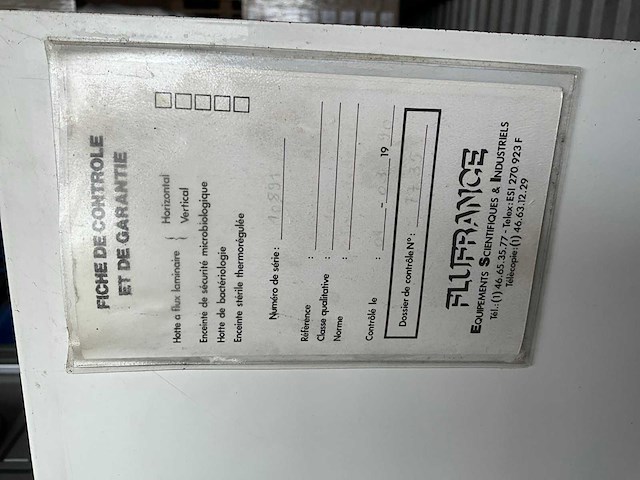 FICHE DE CONTROLE
ET DE GARANTIE
Hotte a flux laminaire { Horizontal
Vertical
Enceinte de sécurité microbiologique
Hotte de bactériologie
Enceinte stérile thermorégulée
Numéro de série : 10891
Référence :
Classe qualitative :
Norme :
Contrôlé le : 19
Dossier de contrôle N° :
FLUFRANCE
EQUIPEMENTS SCIENTIFIQUES & INDUSTRIELS
Tél.: (1) 46.65.35.77 - Telex: ESI 270 923 F
Télécopie: (1) 46.63.12.29